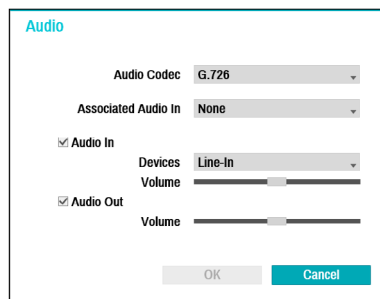 Audio
Audio Codec G.726
Associated Audio In None
Audio In
Devices Line-In
Volume
Audio Out
Volume
OK Cancel